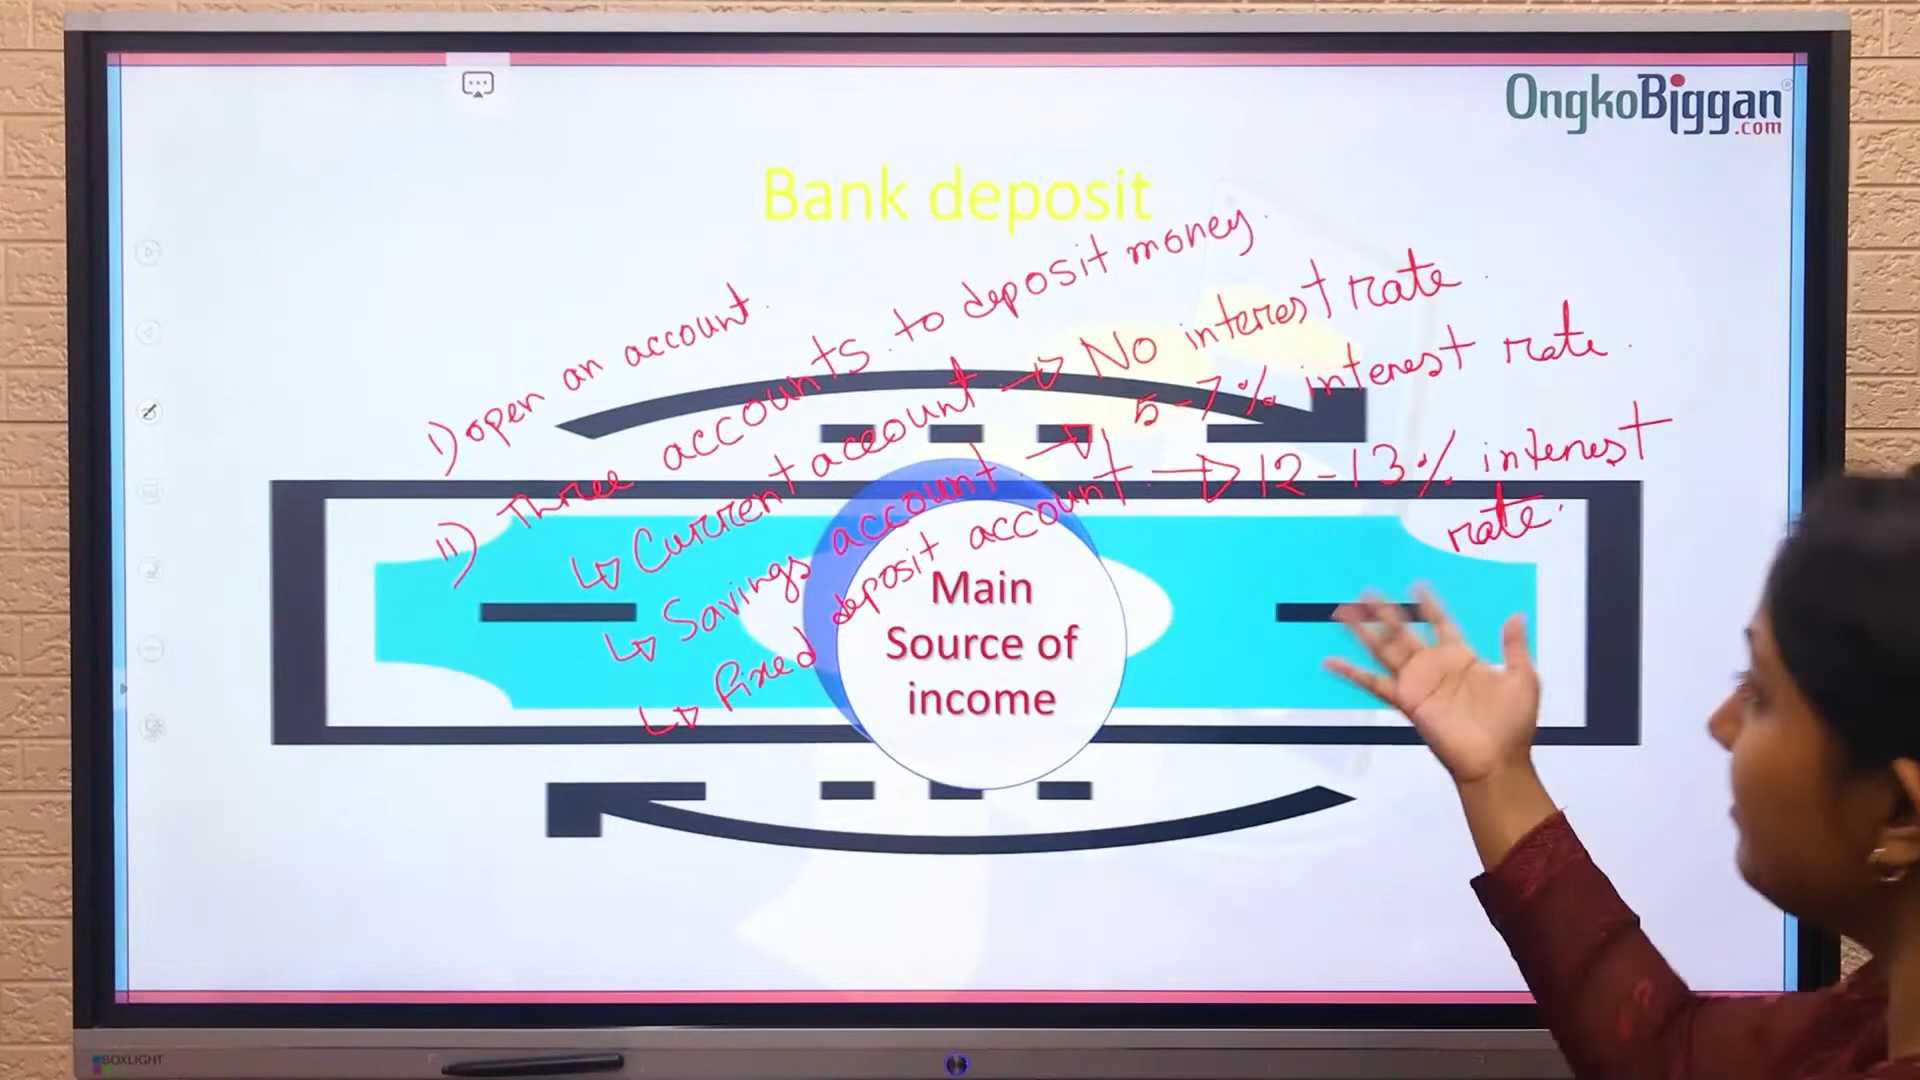 OngkoBiggan
.com
Bank deposit
i) open an account.
ii) Three accounts to deposit money.
↳ Current account → No interest rate.
↳ Savings account → 5-7% interest rate.
↳ Fixed deposit account → 12-13% interest
rate.
Main
Source of
income
BOXLIGHT